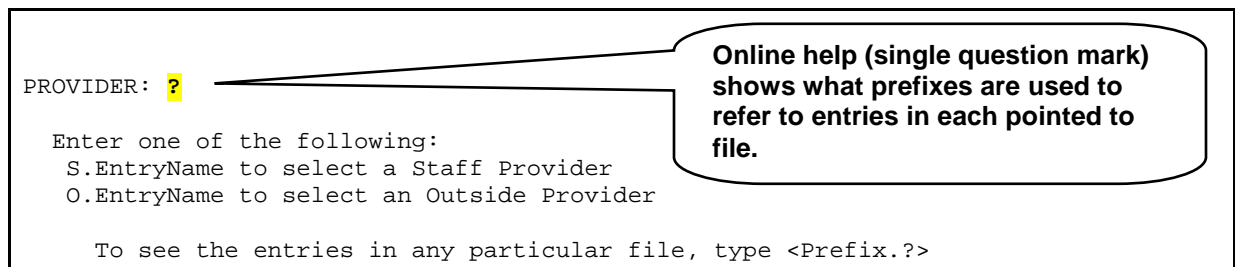 PROVIDER: ?
Online help (single question mark)
shows what prefixes are used to
refer to entries in each pointed to
file.
Enter one of the following:
S.EntryName to select a Staff Provider
O.EntryName to select an Outside Provider
To see the entries in any particular file, type <Prefix.?>